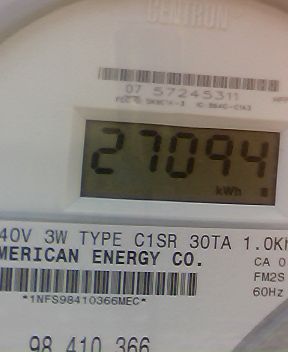 CENTRON
07 57245311
27094
kWh
40V 3W TYPE C1SR 30TA 1.0Kh
MERICAN ENERGY CO.
CA 0
FM2S
*1NFS98410366MEC*
60Hz
98 410 366